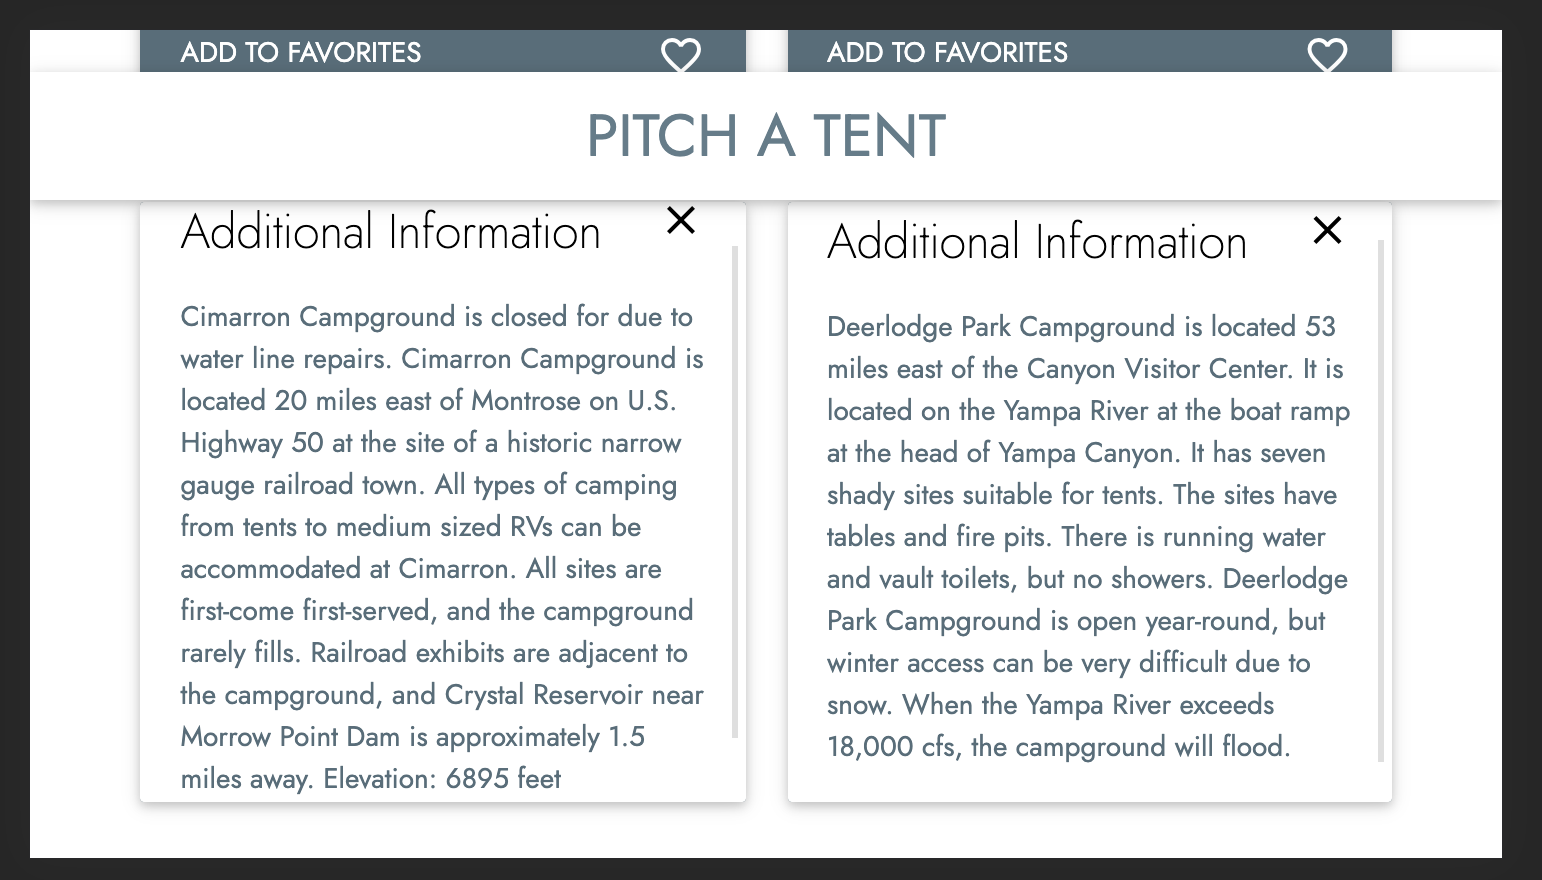 ADD TO FAVORITES
ADD TO FAVORITES
PITCH A TENT
Additional Information
Cimarron Campground is closed for due to
water line repairs. Cimarron Campground is
located 20 miles east of Montrose on U.S.
Highway 50 at the site of a historic narrow
gauge railroad town. All types of camping
from tents to medium sized RVs can be
accommodated at Cimarron. All sites are
first-come first-served, and the campground
rarely fills. Railroad exhibits are adjacent to
the campground, and Crystal Reservoir near
Morrow Point Dam is approximately 1.5
miles away. Elevation: 6895 feet
Additional Information
Deerlodge Park Campground is located 53
miles east of the Canyon Visitor Center. It is
located on the Yampa River at the boat ramp
at the head of Yampa Canyon. It has seven
shady sites suitable for tents. The sites have
tables and fire pits. There is running water
and vault toilets, but no showers. Deerlodge
Park Campground is open year-round, but
winter access can be very difficult due to
snow. When the Yampa River exceeds
18,000 cfs, the campground will flood.